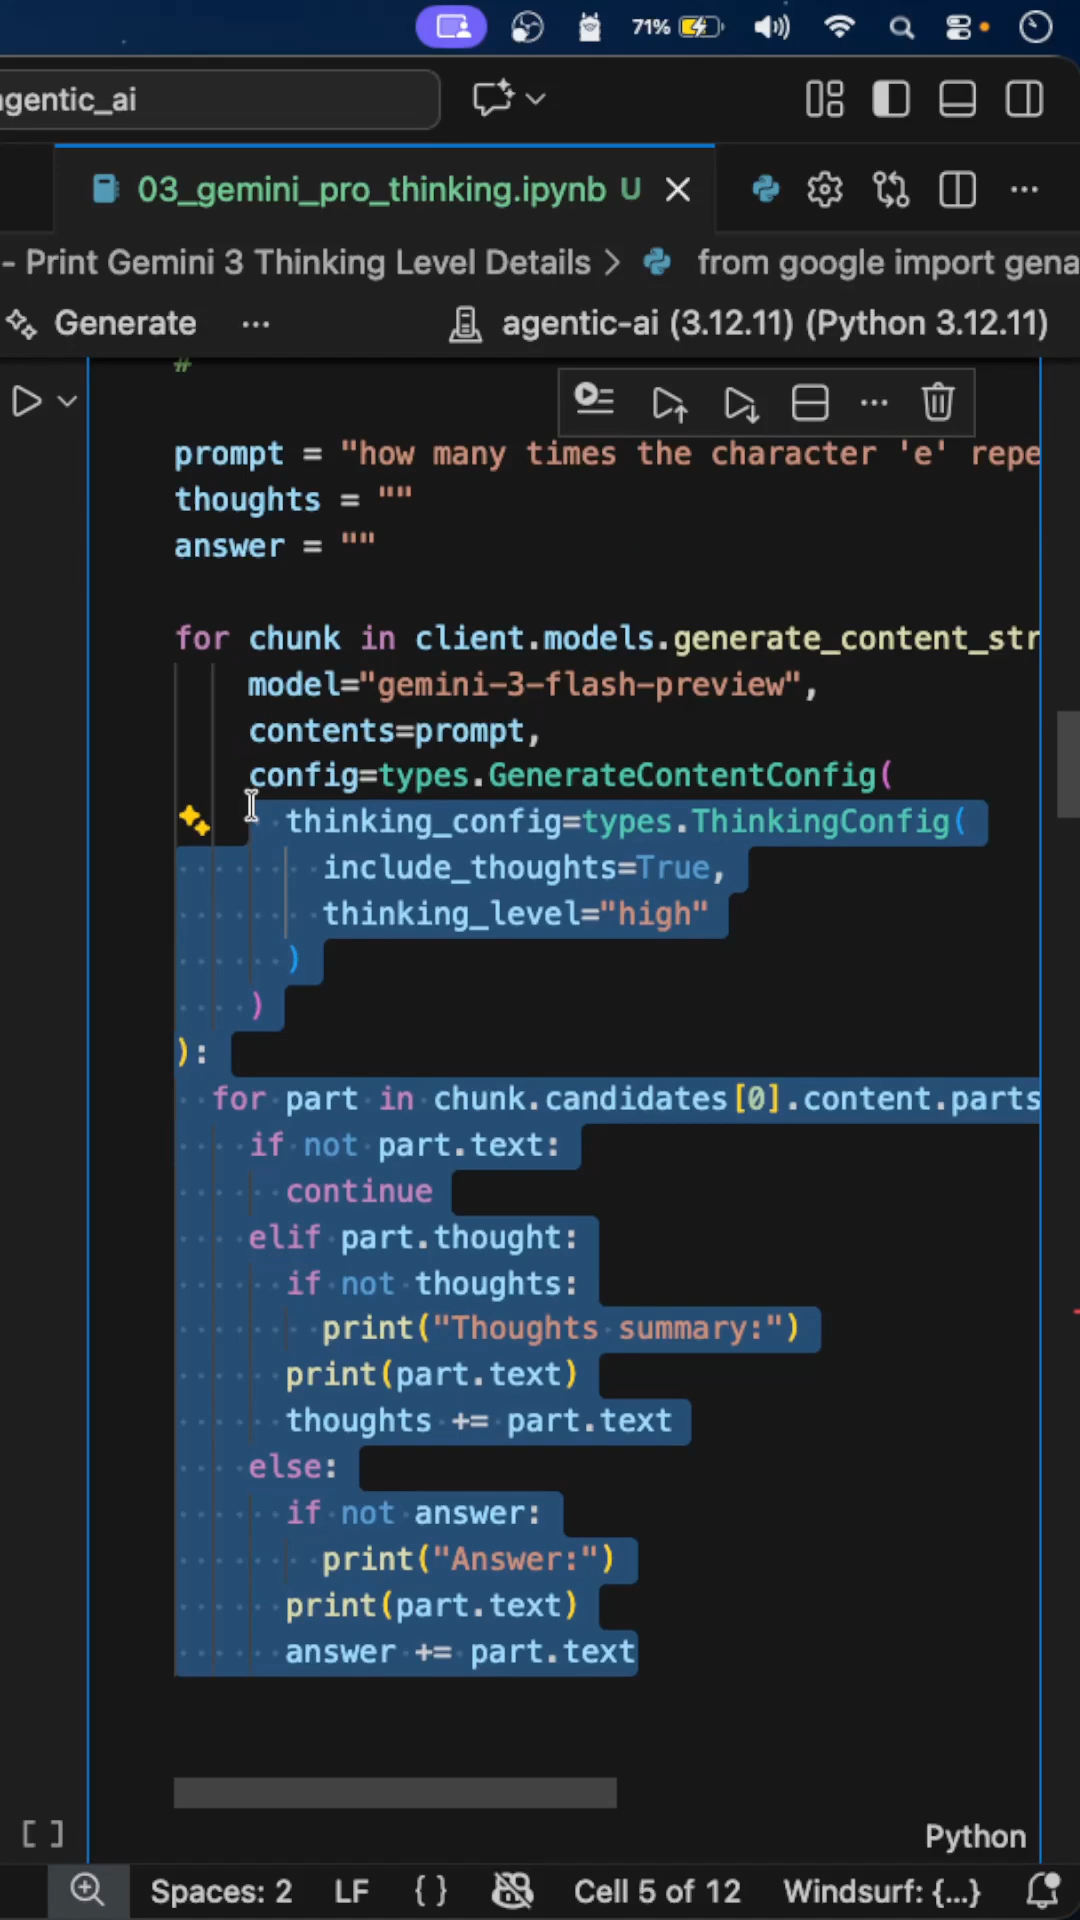 71%
agentic_ai
03_gemini_pro_thinking.ipynb U
- Print Gemini 3 Thinking Level Details > from google import gena
Generate ... agentic-ai (3.12.11) (Python 3.12.11)
#
prompt = "how many times the character 'e' repe
thoughts = ""
answer = ""
for chunk in client.models.generate_content_str
model="gemini-3-flash-preview",
contents=prompt,
config=types.GenerateContentConfig(
thinking_config=types.ThinkingConfig(
include_thoughts=True,
thinking_level="high"
)
)
):
for part in chunk.candidates[0].content.parts
if not part.text:
continue
elif part.thought:
if not thoughts:
print("Thoughts summary:")
print(part.text)
thoughts += part.text
else:
if not answer:
print("Answer:")
print(part.text)
answer += part.text
[ ] Python
Spaces: 2 LF { } Cell 5 of 12 Windsurf: {...}